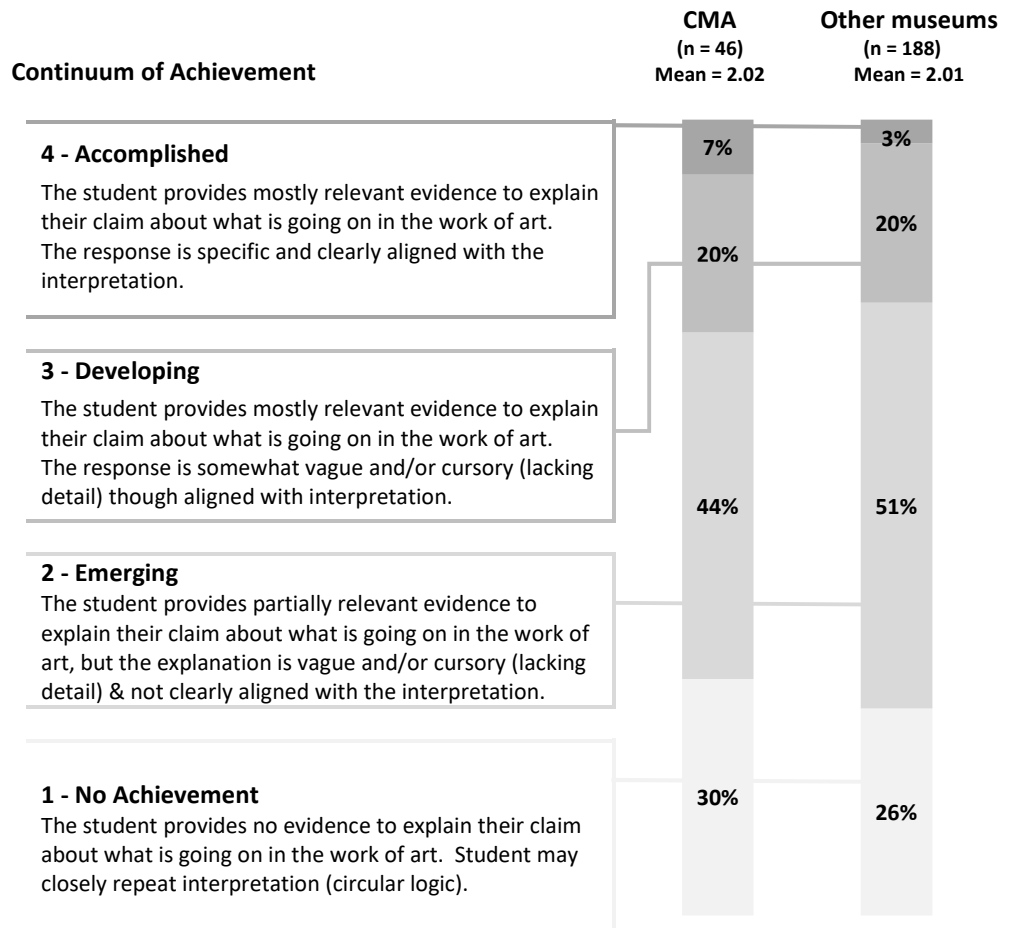 CMA
(n = 46)
Mean = 2.02
Other museums
(n = 188)
Mean = 2.01
Continuum of Achievement
4 - Accomplished
The student provides mostly relevant evidence to explain
their claim about what is going on in the work of art.
The response is specific and clearly aligned with the
interpretation.
3 - Developing
The student provides mostly relevant evidence to explain
their claim about what is going on in the work of art.
The response is somewhat vague and/or cursory (lacking
detail) though aligned with interpretation.
2 - Emerging
The student provides partially relevant evidence to
explain their claim about what is going on in the work of
art, but the explanation is vague and/or cursory (lacking
detail) & not clearly aligned with the interpretation.
1 - No Achievement
The student provides no evidence to explain their claim
about what is going on in the work of art.  Student may
closely repeat interpretation (circular logic).
7%
20%
44%
30%
3%
20%
51%
26%